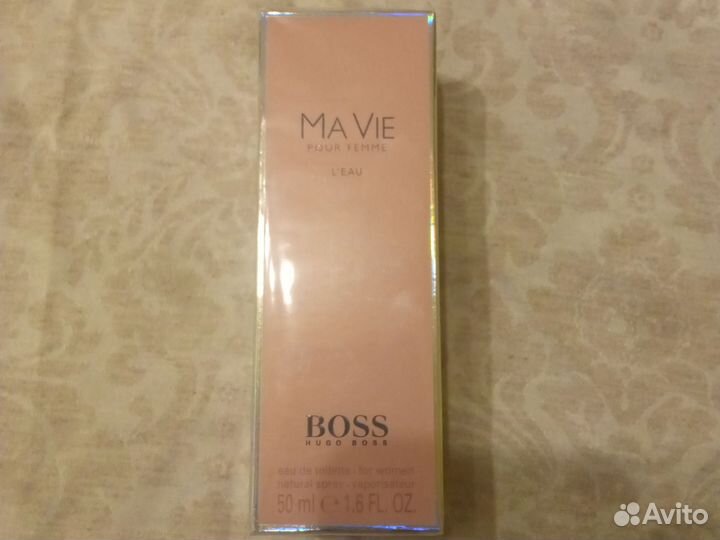 MA VIE
POUR FEMME
L'EAU
BOSS
HUGO BOSS
eau de toilette - for women
natural spray - vaporisateur
50 ml ℮ 1.6 FL. OZ.
Avito